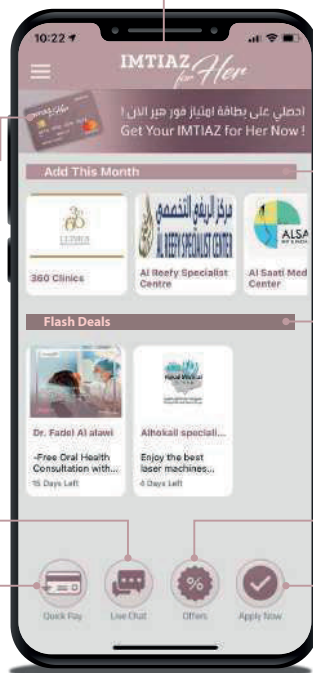 10:22
IMTIAZ
for Her
احصلي على بطاقة امتياز فور هير الآن !
Get Your IMTIAZ for Her Now !
Add This Month
360
CLINICS
مركز الريفي التخصصي
AL REEFY SPECIALIST CENTER
ALSA
360 Clinics
Al Reefy Specialist
Centre
Al Saati Med
Center
Flash Deals
Dr. Fadel Al alawi
Alhokail speciali...
-Free Oral Health
Consultation with...
Enjoy the best
laser machines...
15 Days Left
4 Days Left
Quick Pay
Live Chat
Offers
Apply Now